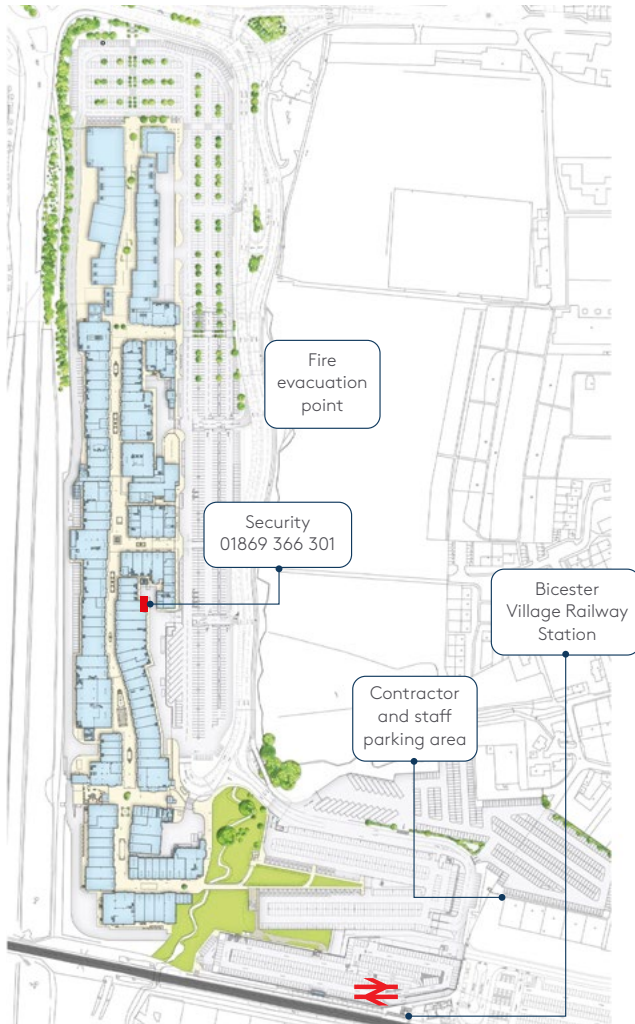 Fire
evacuation
point
Security
01869 366 301
Bicester
Village Railway
Station
Contractor
and staff
parking area